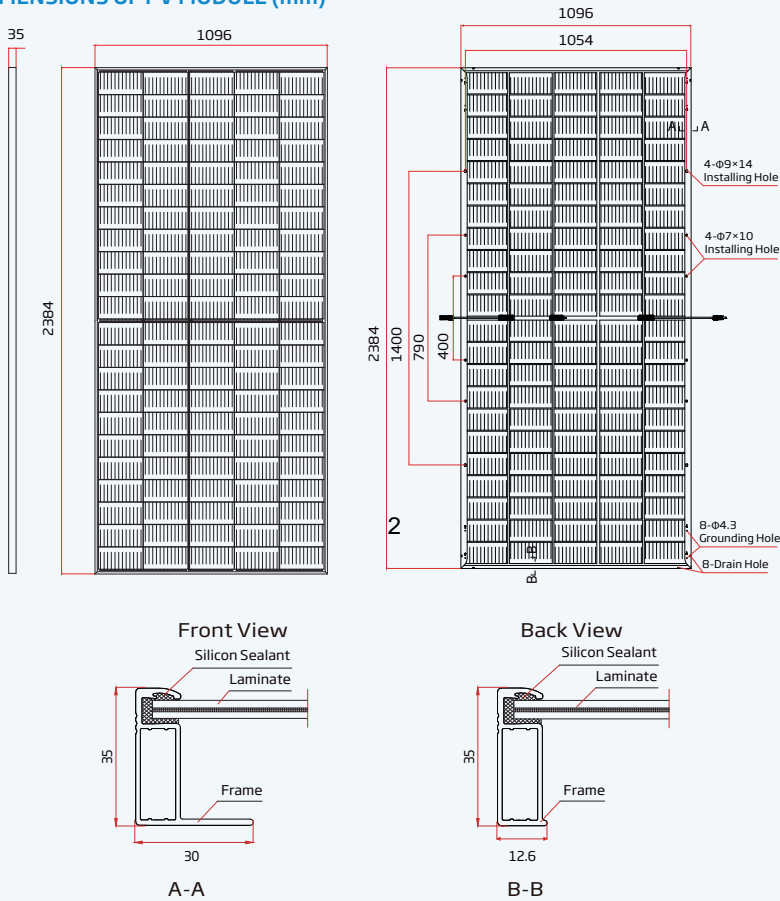 DIMENSIONS OF PV MODULE (mm)
35
1096
2384
1096
1054
A
A
4-Φ9×14
Installing Hole
4-Φ7×10
Installing Hole
2384
1400
790
400
2
8-Φ4.3
Grounding Hole
8-Drain Hole
B
B
Front View
Back View
Silicon Sealant
Laminate
35
Frame
30
A-A
Silicon Sealant
Laminate
35
Frame
12.6
B-B